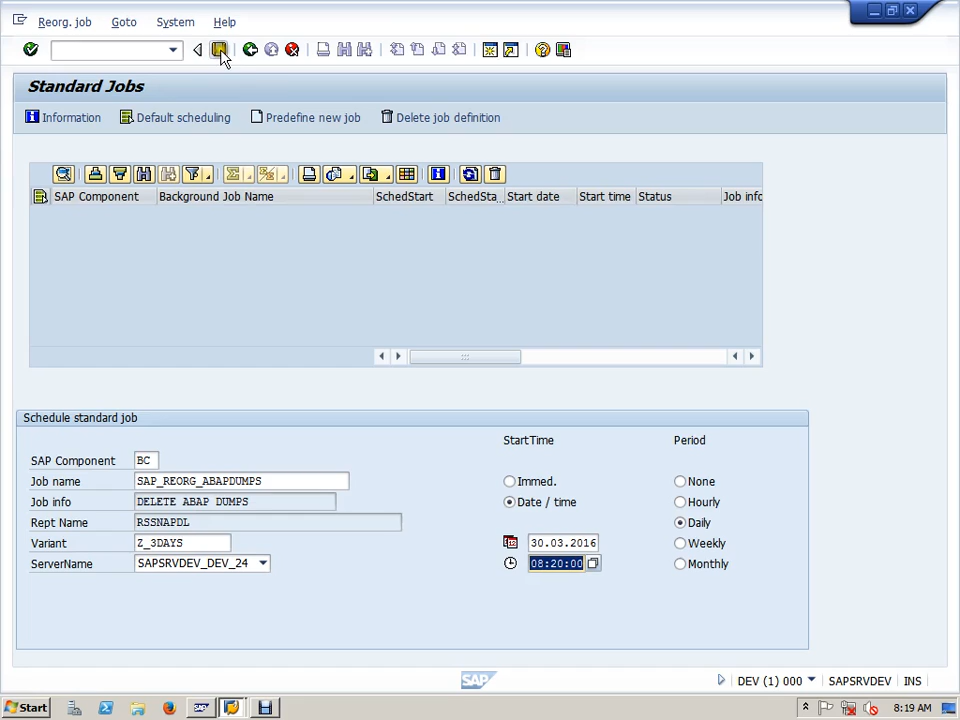 Reorg. job Goto System Help
Standard Jobs
Information Default scheduling Predefine new job Delete job definition
SAP Component Background Job Name SchedStart SchedSta... Start date Start time Status Job info
Schedule standard job
StartTime Period
SAP Component BC
Job name SAP_REORG_ABAPDUMPS Immed. None
Job info DELETE ABAP DUMPS Date / time Hourly
Rept Name RSSNAPDL Daily
Variant Z_3DAYS 30.03.2016 Weekly
ServerName SAPSRVDEV_DEV_24 08:20:00 Monthly
SAP DEV (1) 000 SAPSRVDEV INS
Start 8:19 AM